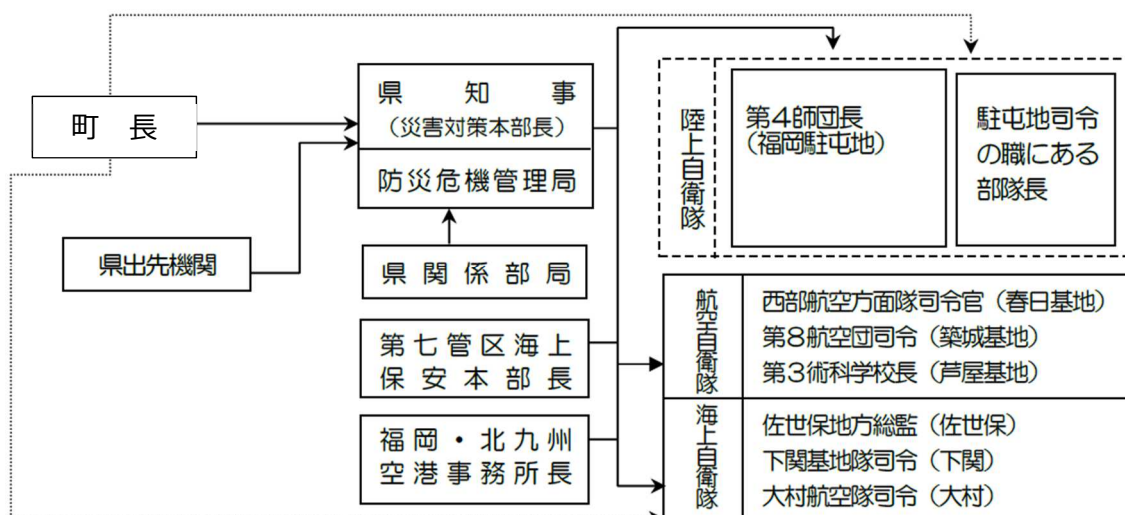 町 長
県 知 事
（災害対策本部長）
防災危機管理局
県出先機関
県関係部局
第七管区海上
保安本部長
福岡・北九州
空港事務所長
陸上自衛隊
第4師団長
（福岡駐屯地）
駐屯地司令
の職にある
部隊長
航空自衛隊
西部航空方面隊司令官（春日基地）
第8航空団司令（築城基地）
第3術科学校長（芦屋基地）
海上自衛隊
佐世保地方総監（佐世保）
下関基地隊司令（下関）
大村航空隊司令（大村）